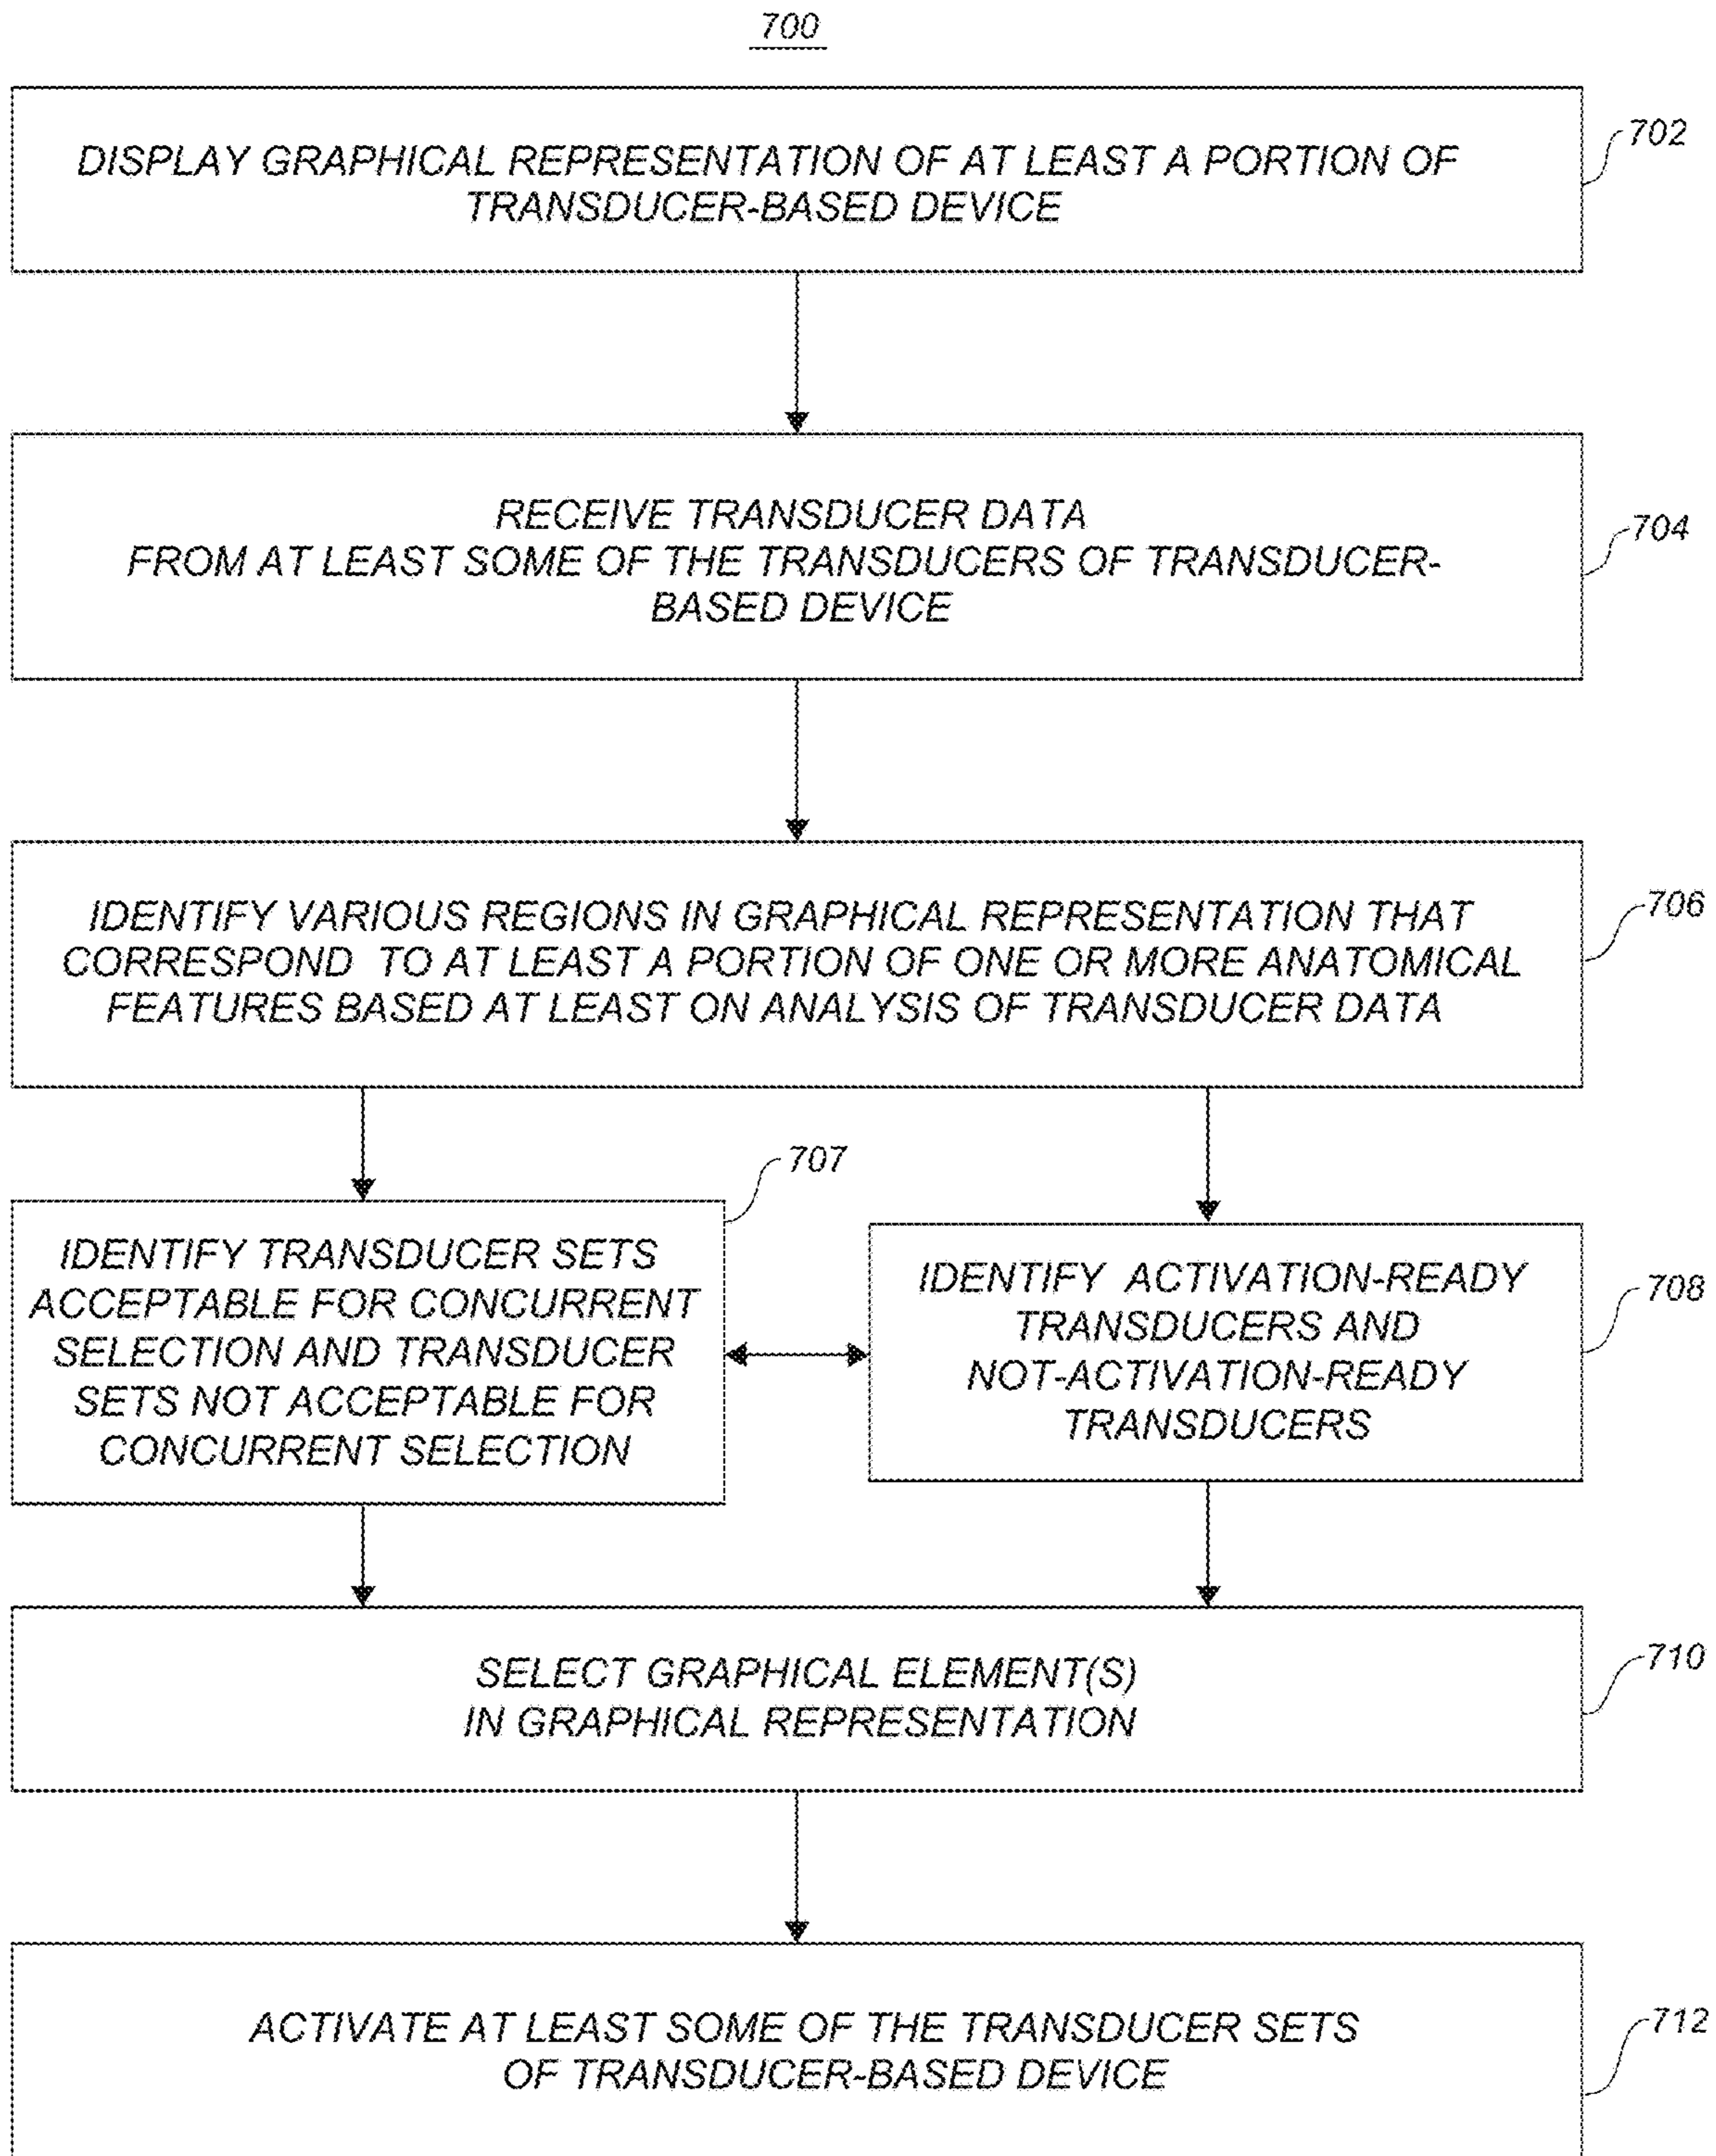 700
DISPLAY GRAPHICAL REPRESENTATION OF AT LEAST A PORTION OF
TRANSDUCER-BASED DEVICE
702
RECEIVE TRANSDUCER DATA
FROM AT LEAST SOME OF THE TRANSDUCERS OF TRANSDUCER-
BASED DEVICE
704
IDENTIFY VARIOUS REGIONS IN GRAPHICAL REPRESENTATION THAT
CORRESPOND TO AT LEAST A PORTION OF ONE OR MORE ANATOMICAL
FEATURES BASED AT LEAST ON ANALYSIS OF TRANSDUCER DATA
706
707
IDENTIFY TRANSDUCER SETS
ACCEPTABLE FOR CONCURRENT
SELECTION AND TRANSDUCER
SETS NOT ACCEPTABLE FOR
CONCURRENT SELECTION
IDENTIFY ACTIVATION-READY
TRANSDUCERS AND
NOT-ACTIVATION-READY
TRANSDUCERS
708
SELECT GRAPHICAL ELEMENT(S)
IN GRAPHICAL REPRESENTATION
710
ACTIVATE AT LEAST SOME OF THE TRANSDUCER SETS
OF TRANSDUCER-BASED DEVICE
712